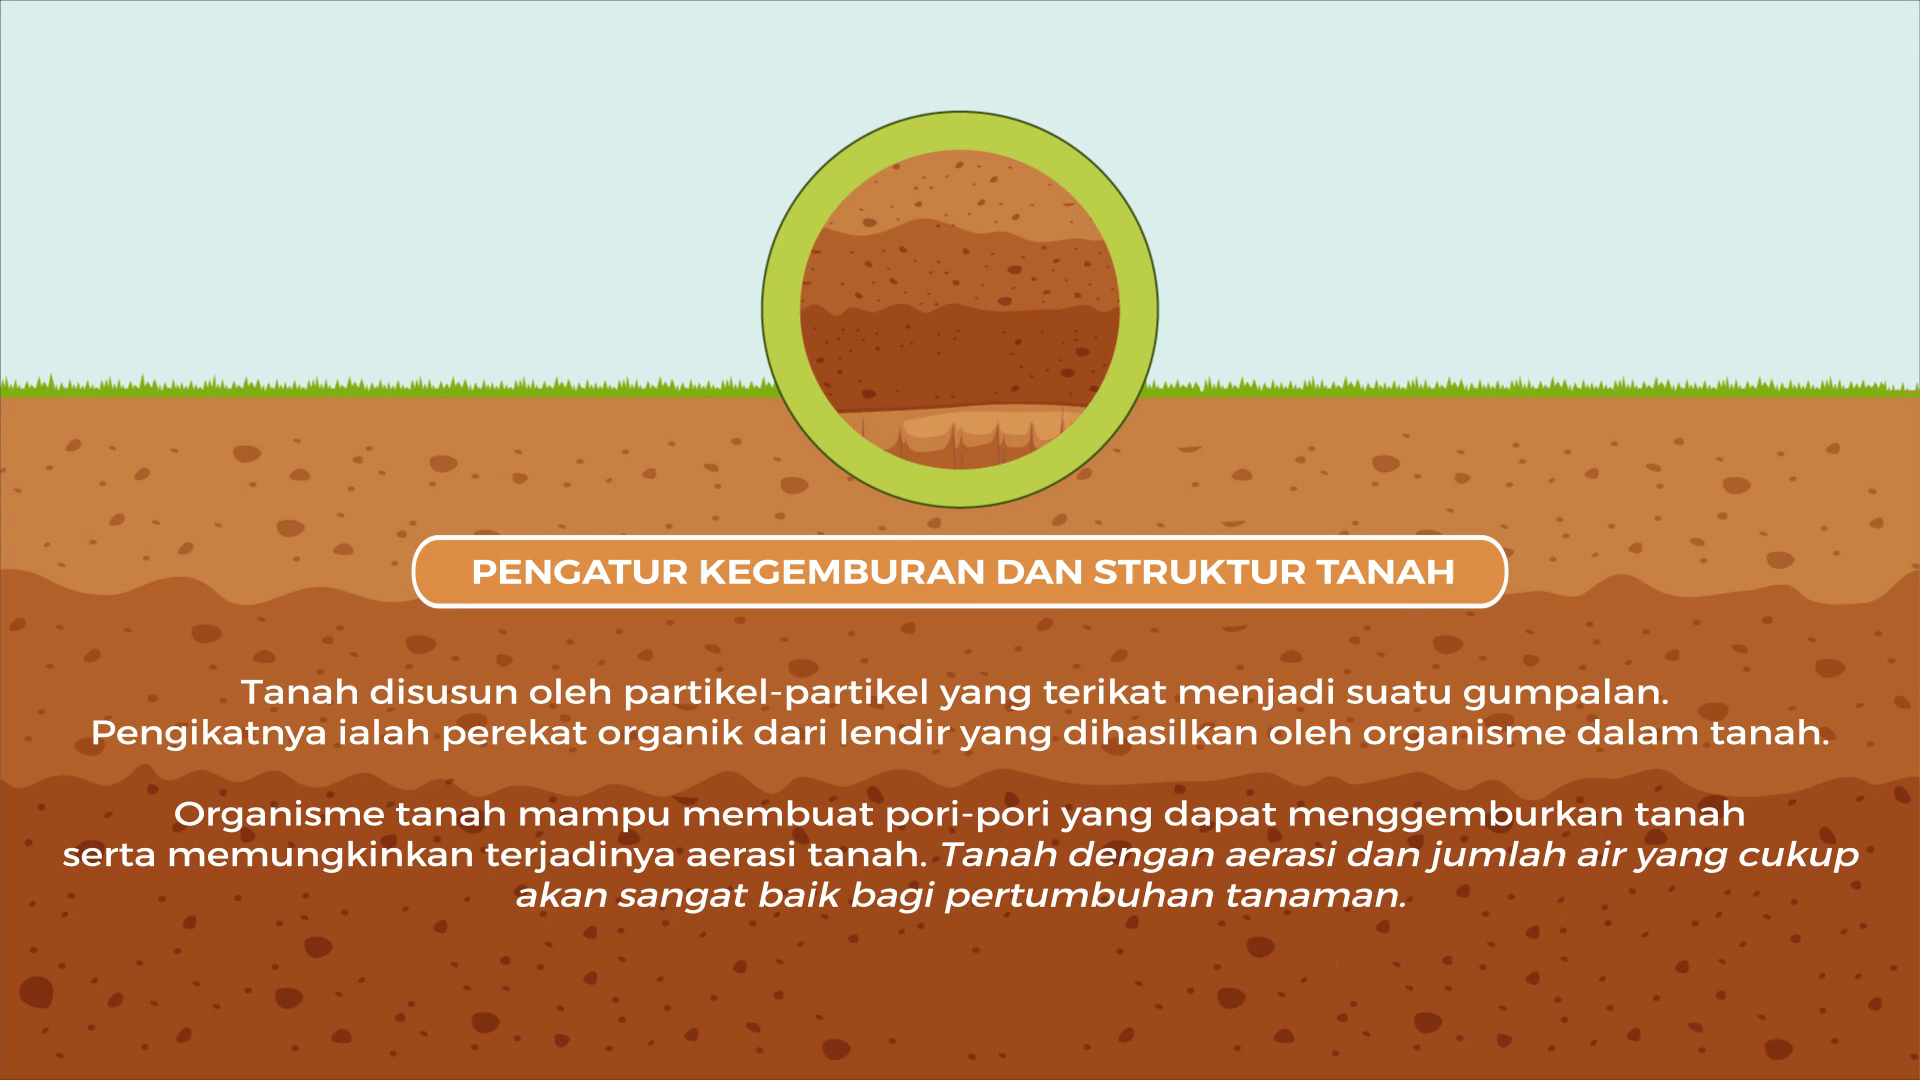 PENGATUR KEGEMBURAN DAN STRUKTUR TANAH
Tanah disusun oleh partikel-partikel yang terikat menjadi suatu gumpalan.
Pengikatnya ialah perekat organik dari lendir yang dihasilkan oleh organisme dalam tanah.
Organisme tanah mampu membuat pori-pori yang dapat menggemburkan tanah
serta memungkinkan terjadinya aerasi tanah. Tanah dengan aerasi dan jumlah air yang cukup
akan sangat baik bagi pertumbuhan tanaman.